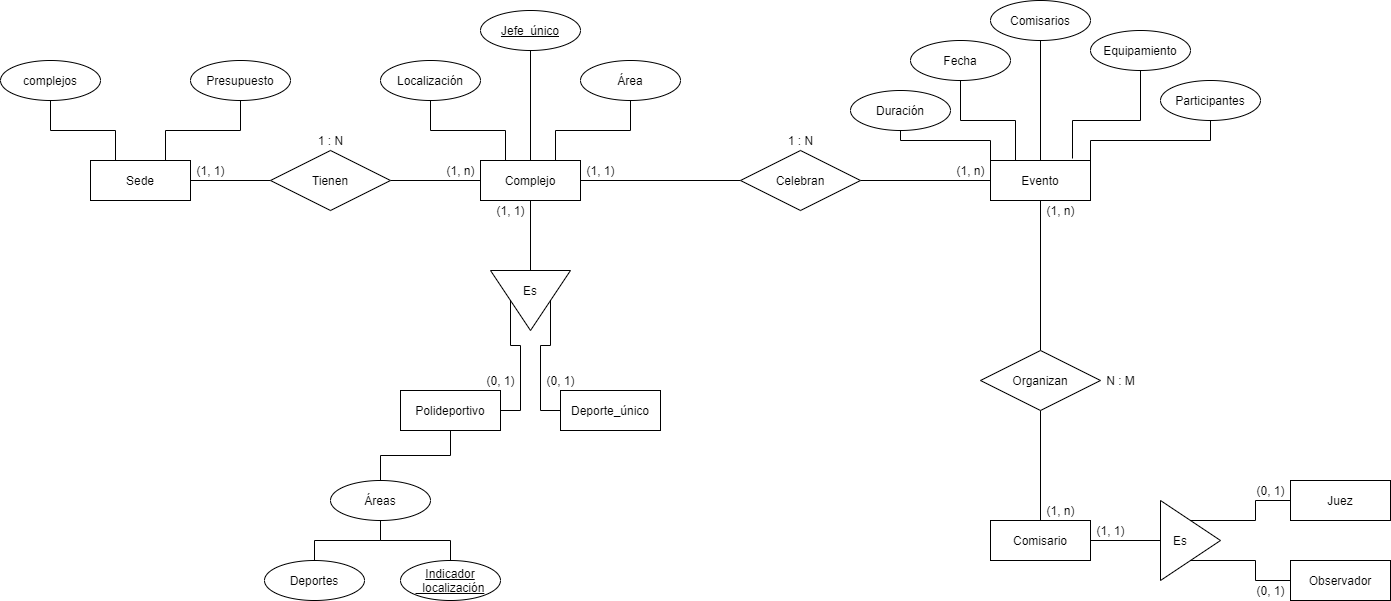 Comisarios
Jefe_único
Equipamiento
Fecha
complejos
Presupuesto
Localización
Área
Participantes
Duración
1 : N
1 : N
(1, 1)
(1, n)
(1, 1)
(1, n)
Sede
Tienen
Complejo
Celebran
Evento
(1, 1)
(1, n)
Es
(0, 1)
(0, 1)
Organizan
N : M
Polideportivo
Deporte_único
Áreas
(0, 1)
Juez
(1, n)
(1, 1)
Comisario
Es
Deportes
Indicador
_localización
Observador
(0, 1)